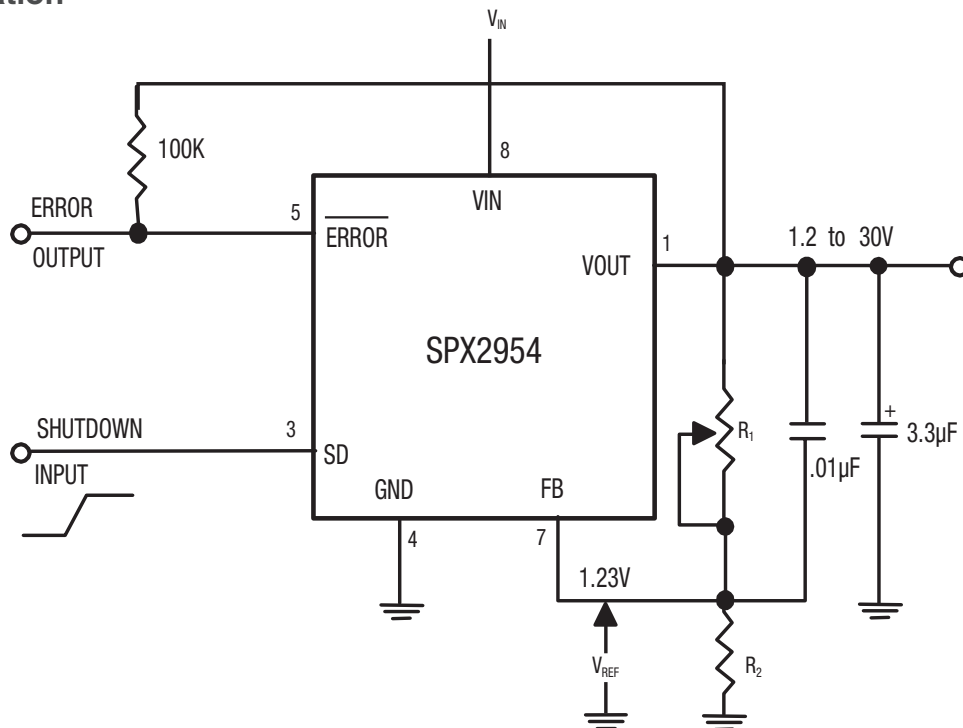 V_IN
100K
8
VIN
ERROR
OUTPUT
5
ERROR
1
1.2 to 30V
VOUT
SPX2954
SHUTDOWN
INPUT
3
SD
R₁
+
3.3µF
.01µF
GND
FB
4
7
1.23V
V_REF
R₂